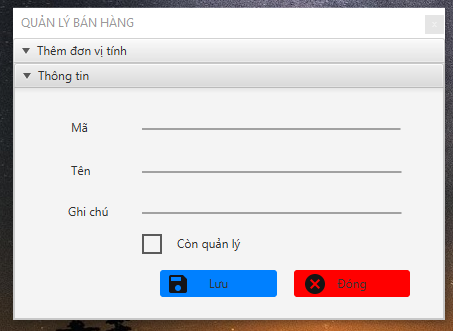 QUẢN LÝ BÁN HÀNG
Thêm đơn vị tính
Thông tin
Mã
Tên
Ghi chú
Còn quản lý
Lưu
Đóng